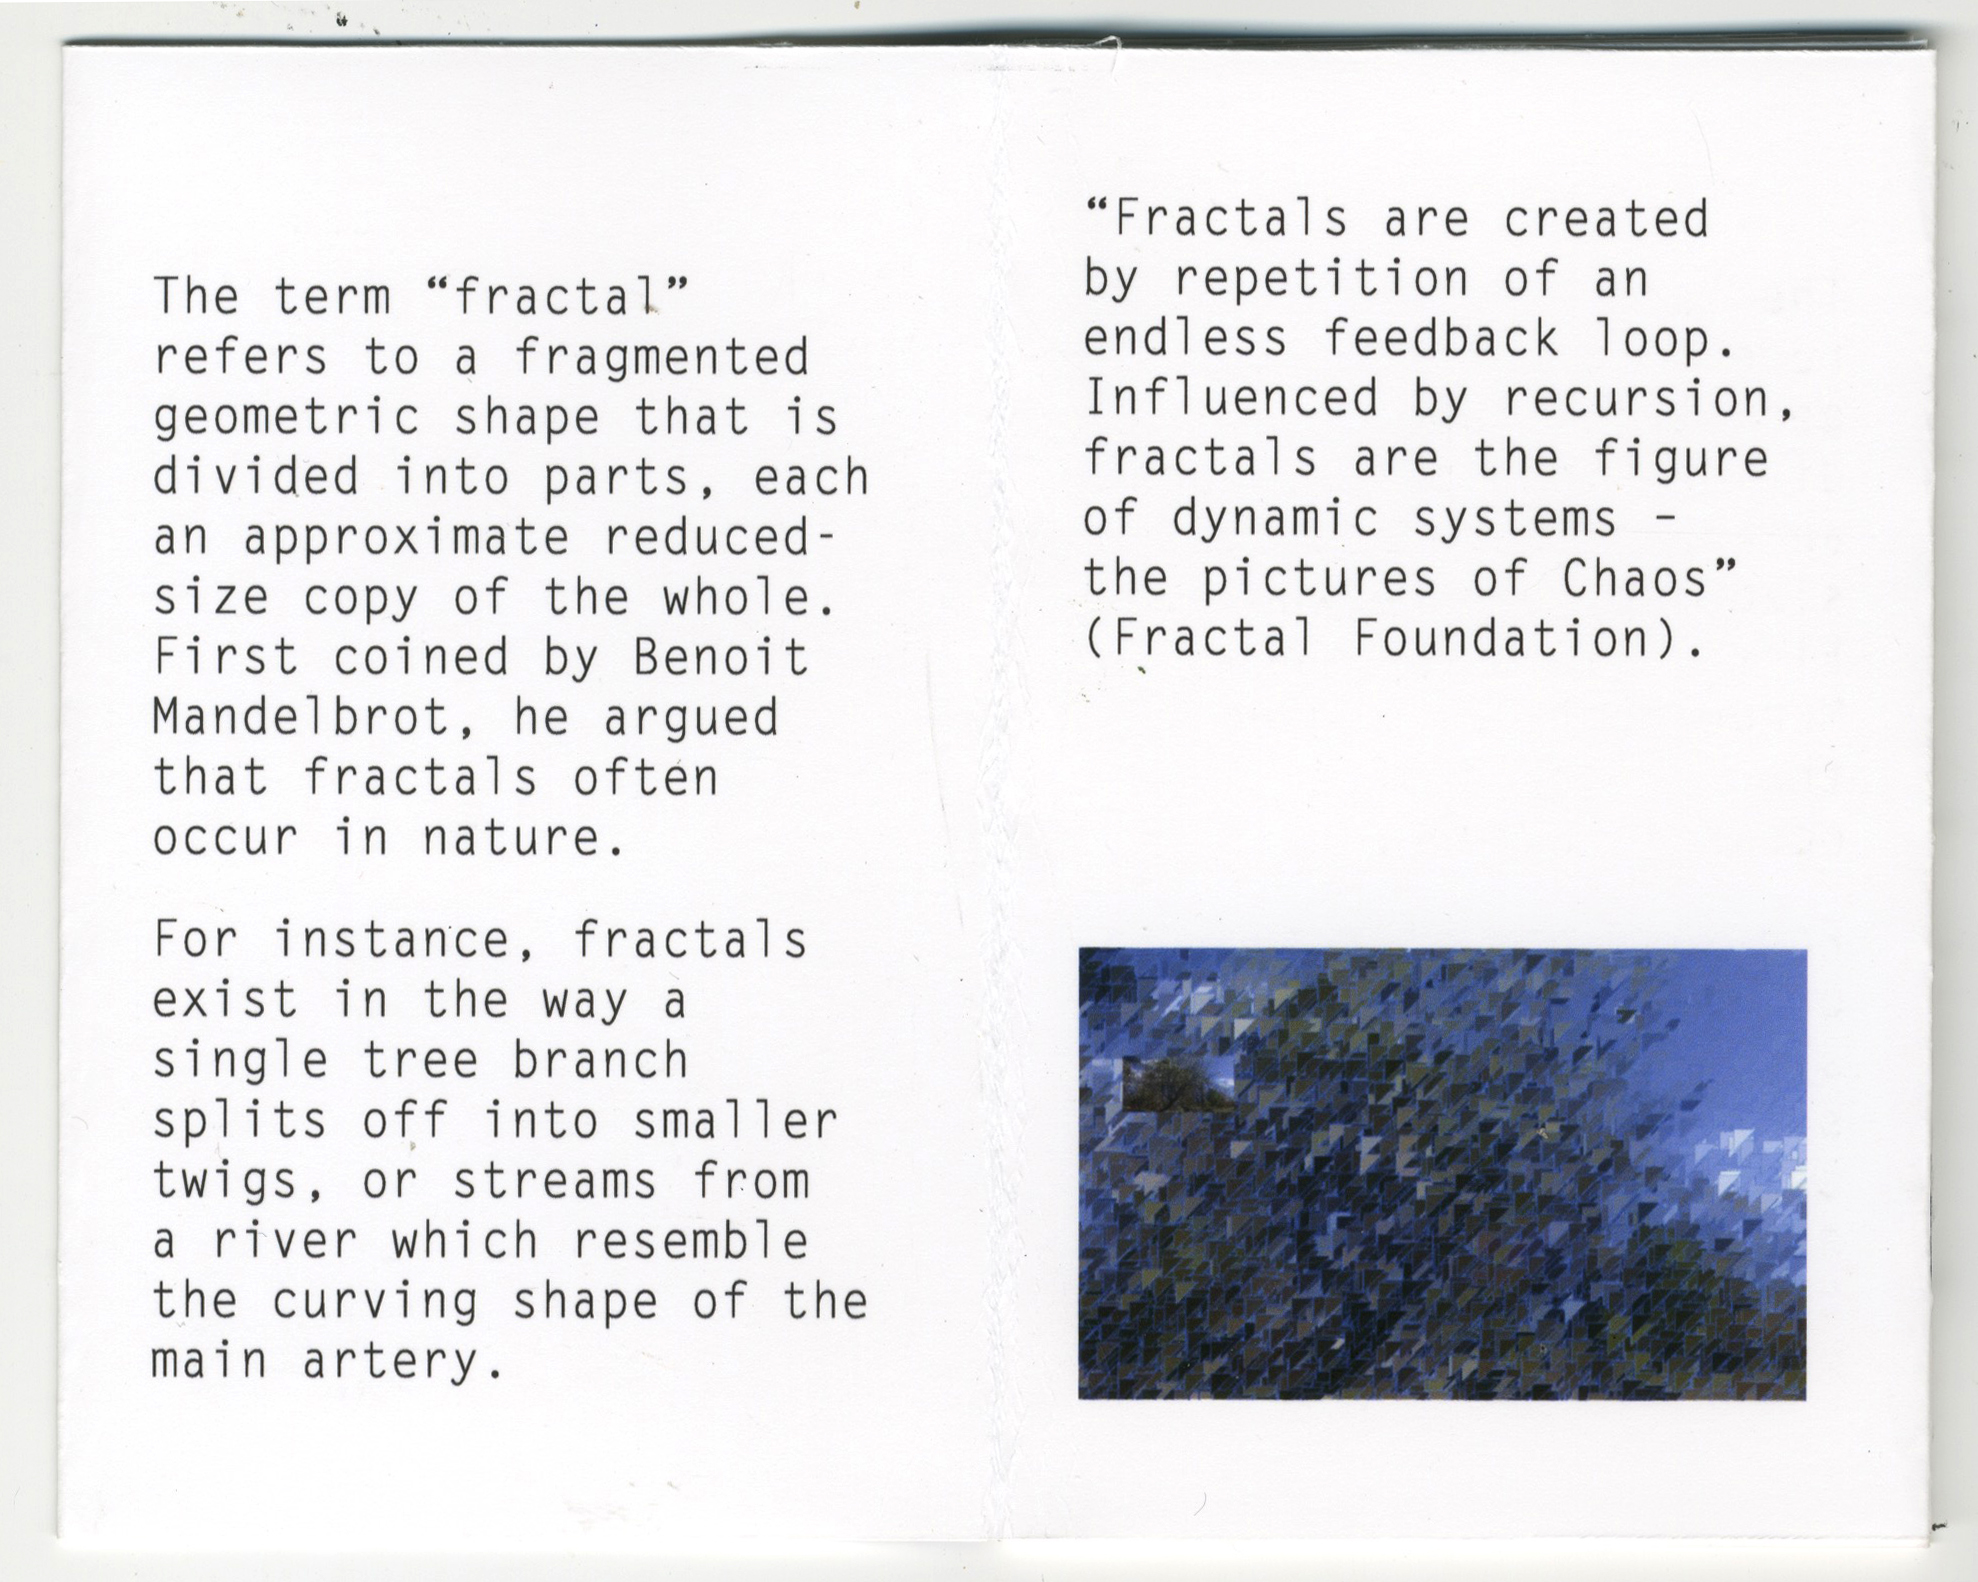 The term “fractal”
refers to a fragmented
geometric shape that is
divided into parts, each
an approximate reduced-
size copy of the whole.
First coined by Benoit
Mandelbrot, he argued
that fractals often
occur in nature.
For instance, fractals
exist in the way a
single tree branch
splits off into smaller
twigs, or streams from
a river which resemble
the curving shape of the
main artery.
“Fractals are created
by repetition of an
endless feedback loop.
Influenced by recursion,
fractals are the figure
of dynamic systems –
the pictures of Chaos”
(Fractal Foundation).